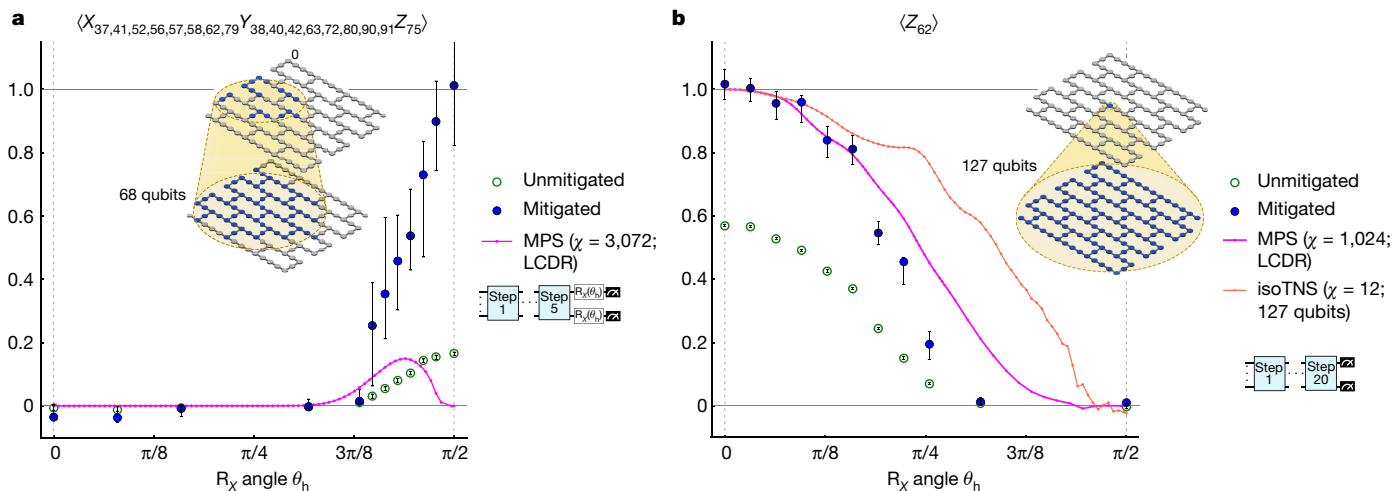 a
⟨X37,41,52,56,57,58,62,79Y38,40,42,63,72,80,90,91Z75⟩
1.0
0.8
0.6
0.4
0.2
0
0
π/8
π/4
3π/8
π/2
RX angle θh
0
68 qubits
Unmitigated
Mitigated
MPS (χ = 3,072;
LCDR)
Step
1
Step
5
RX(θh)
RX(θh)
b
⟨Z62⟩
1.0
0.8
0.6
0.4
0.2
0
0
π/8
π/4
3π/8
π/2
RX angle θh
127 qubits
Unmitigated
Mitigated
MPS (χ = 1,024;
LCDR)
isoTNS (χ = 12;
127 qubits)
Step
1
Step
20